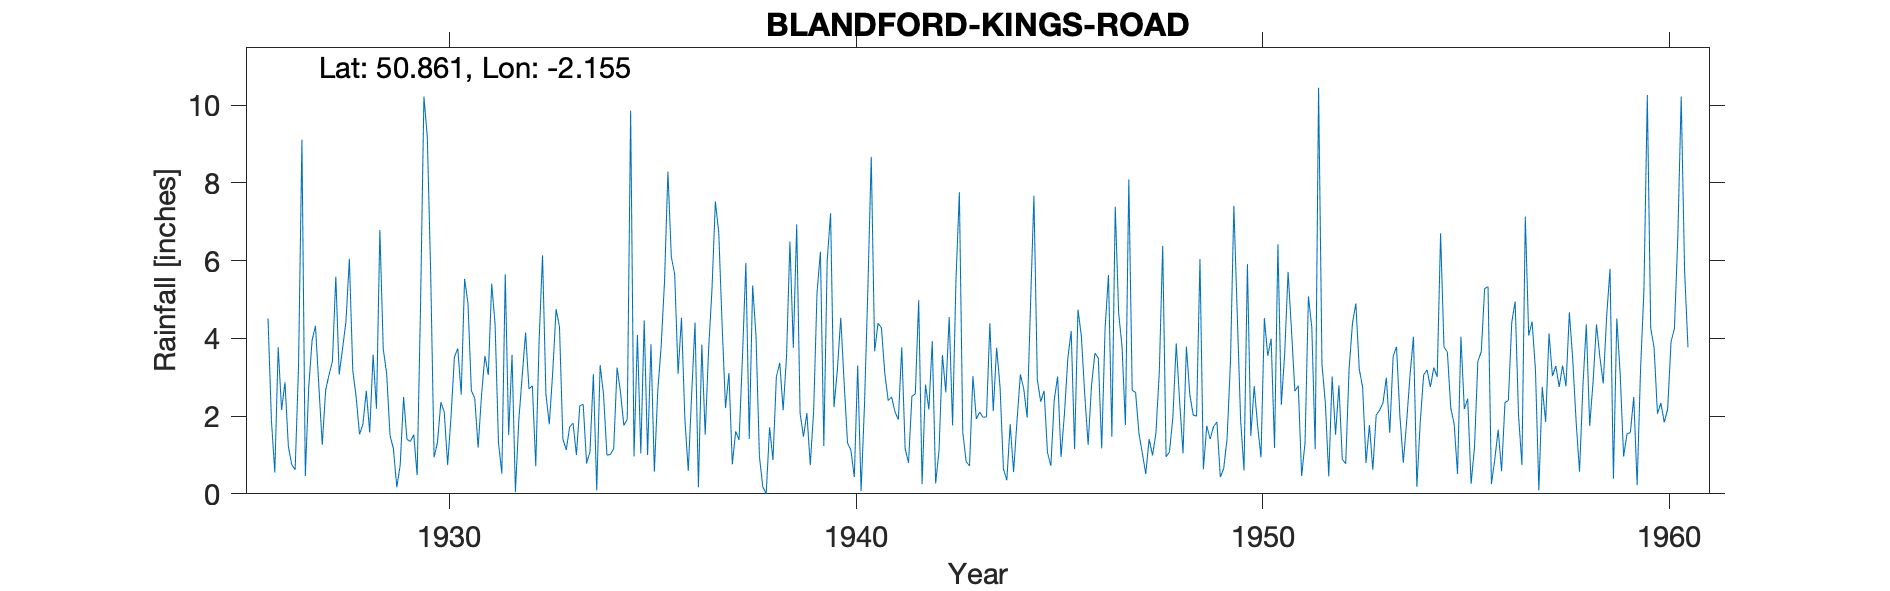 BLANDFORD-KINGS-ROAD
Lat: 50.861, Lon: -2.155
10
8
6
4
2
0
Rainfall [inches]
1930 1940 1950 1960
Year